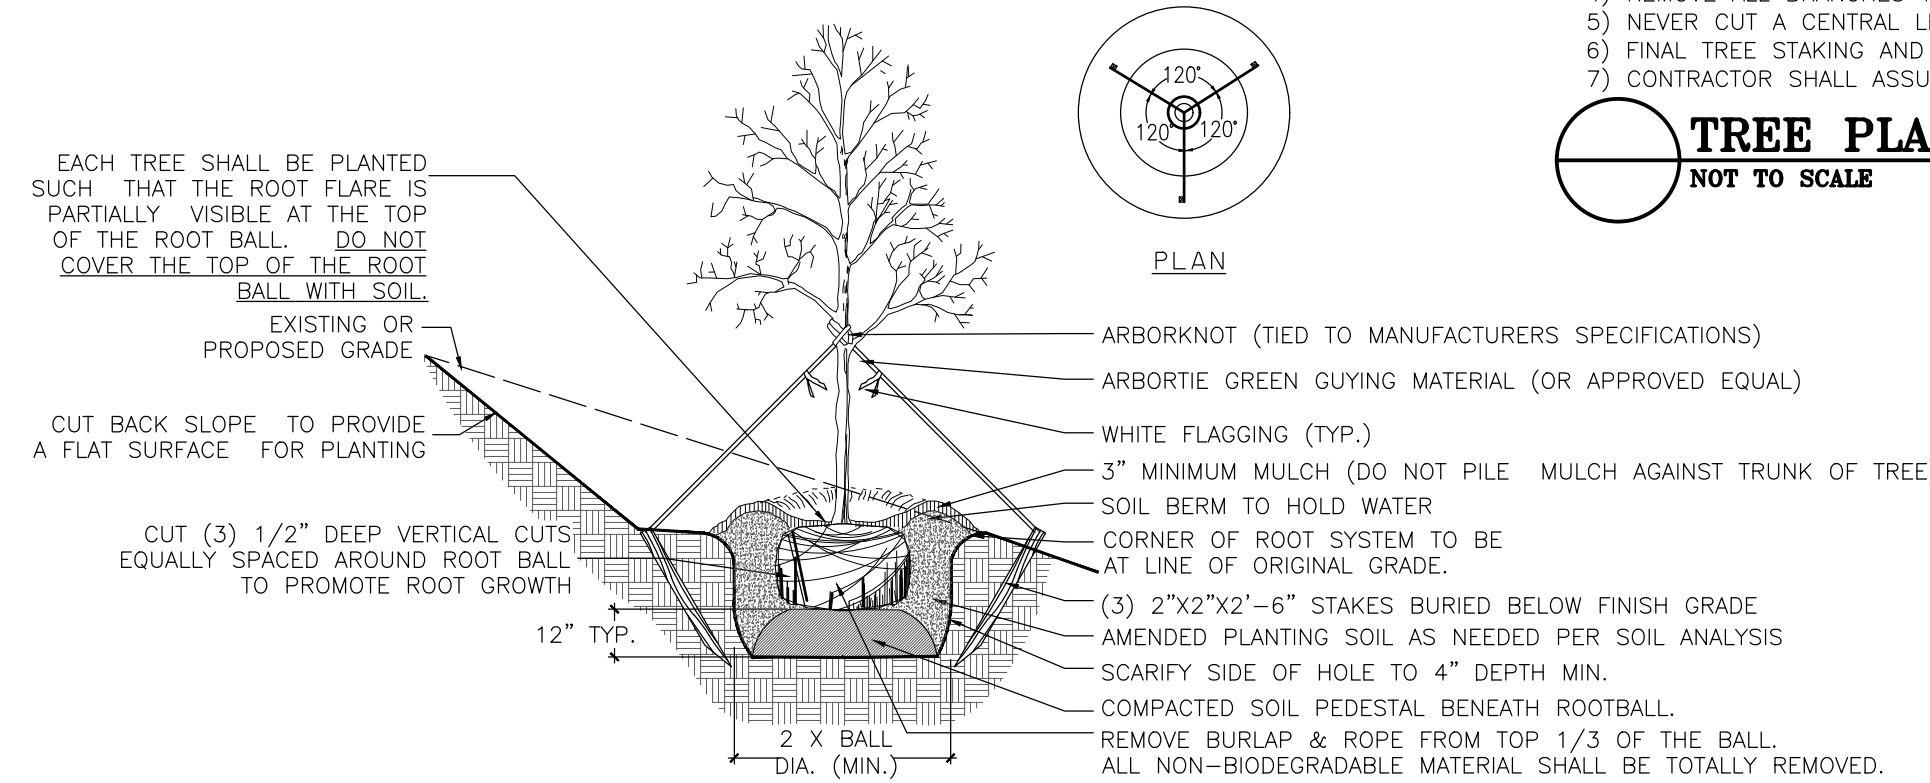 EACH TREE SHALL BE PLANTED
SUCH THAT THE ROOT FLARE IS
PARTIALLY VISIBLE AT THE TOP
OF THE ROOT BALL. DO NOT
COVER THE TOP OF THE ROOT
BALL WITH SOIL.
EXISTING OR
PROPOSED GRADE
CUT BACK SLOPE TO PROVIDE
A FLAT SURFACE FOR PLANTING
CUT (3) 1/2" DEEP VERTICAL CUTS
EQUALLY SPACED AROUND ROOT BALL
TO PROMOTE ROOT GROWTH
12" TYP.
2 X BALL
DIA. (MIN.)
120°
120°
120°
PLAN
ARBORKNOT (TIED TO MANUFACTURERS SPECIFICATIONS)
ARBORTIE GREEN GUYING MATERIAL (OR APPROVED EQUAL)
WHITE FLAGGING (TYP.)
3" MINIMUM MULCH (DO NOT PILE MULCH AGAINST TRUNK OF TREE)
SOIL BERM TO HOLD WATER
CORNER OF ROOT SYSTEM TO BE
AT LINE OF ORIGINAL GRADE.
(3) 2"X2"X2'-6" STAKES BURIED BELOW FINISH GRADE
AMENDED PLANTING SOIL AS NEEDED PER SOIL ANALYSIS
SCARIFY SIDE OF HOLE TO 4" DEPTH MIN.
COMPACTED SOIL PEDESTAL BENEATH ROOTBALL.
REMOVE BURLAP & ROPE FROM TOP 1/3 OF THE BALL.
ALL NON-BIODEGRADABLE MATERIAL SHALL BE TOTALLY REMOVED.
4) REMOVE ALL BRANCHES
5) NEVER CUT A CENTRAL
6) FINAL TREE STAKING AND
7) CONTRACTOR SHALL ASSU
TREE PLA
NOT TO SCALE